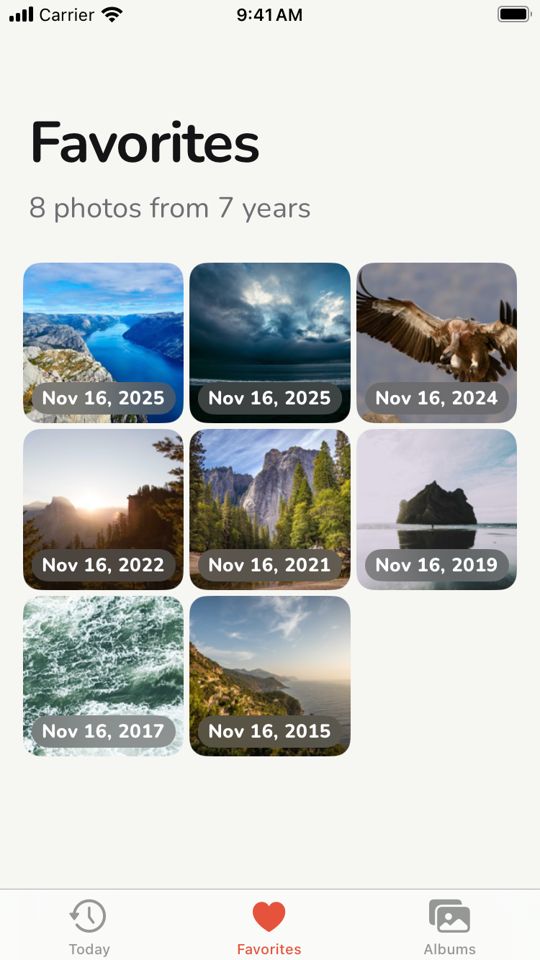 Carrier 9:41 AM
Favorites
8 photos from 7 years
Nov 16, 2025 Nov 16, 2025 Nov 16, 2024
Nov 16, 2022 Nov 16, 2021 Nov 16, 2019
Nov 16, 2017 Nov 16, 2015
Today Favorites Albums